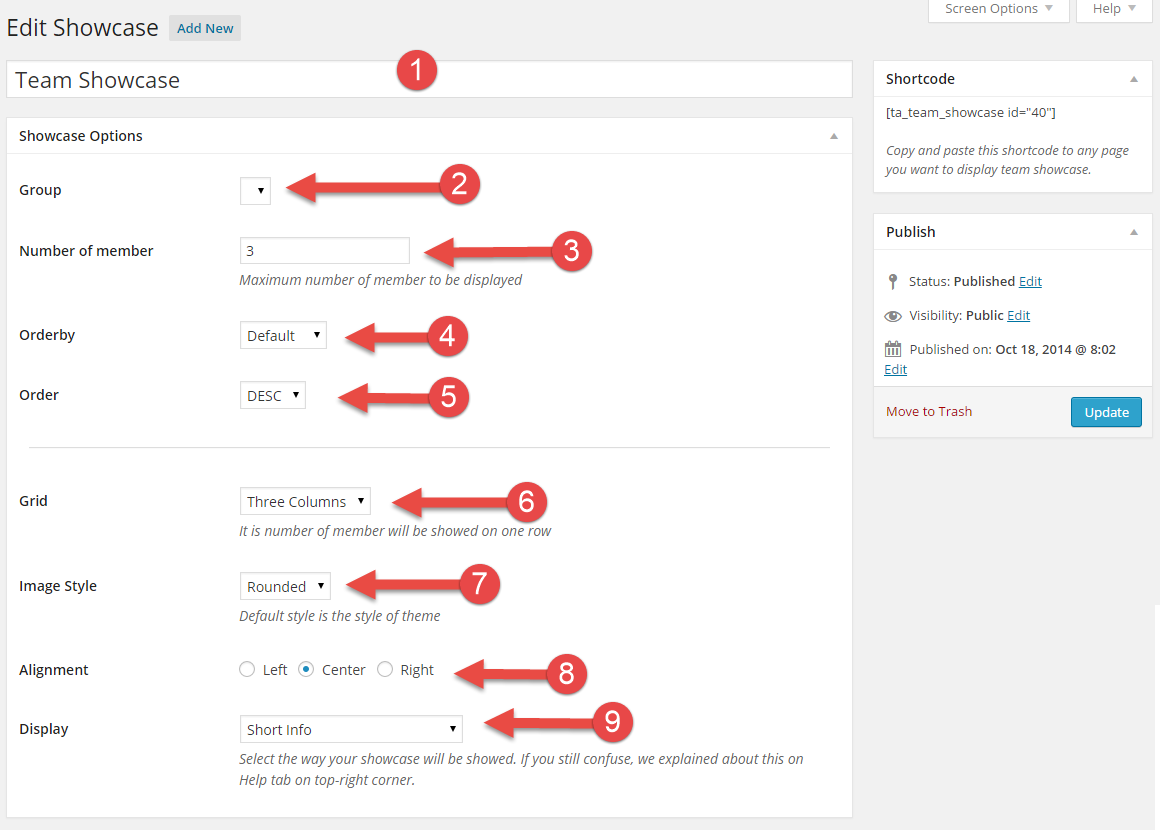 Screen Options Help
Edit Showcase Add New
Team Showcase 1
Showcase Options
Group 2
Number of member 3 3
Maximum number of member to be displayed
Orderby Default 4
Order DESC 5
Grid Three Columns 6
It is number of member will be showed on one row
Image Style Rounded 7
Default style is the style of theme
Alignment Left Center Right 8
Display Short Info 9
Select the way your showcase will be showed. If you still confuse, we explained about this on
Help tab on top-right corner.
Shortcode
[ta_team_showcase id="40"]
Copy and paste this shortcode to any page
you want to display team showcase.
Publish
Status: Published Edit
Visibility: Public Edit
Published on: Oct 18, 2014 @ 8:02
Edit
Move to Trash Update